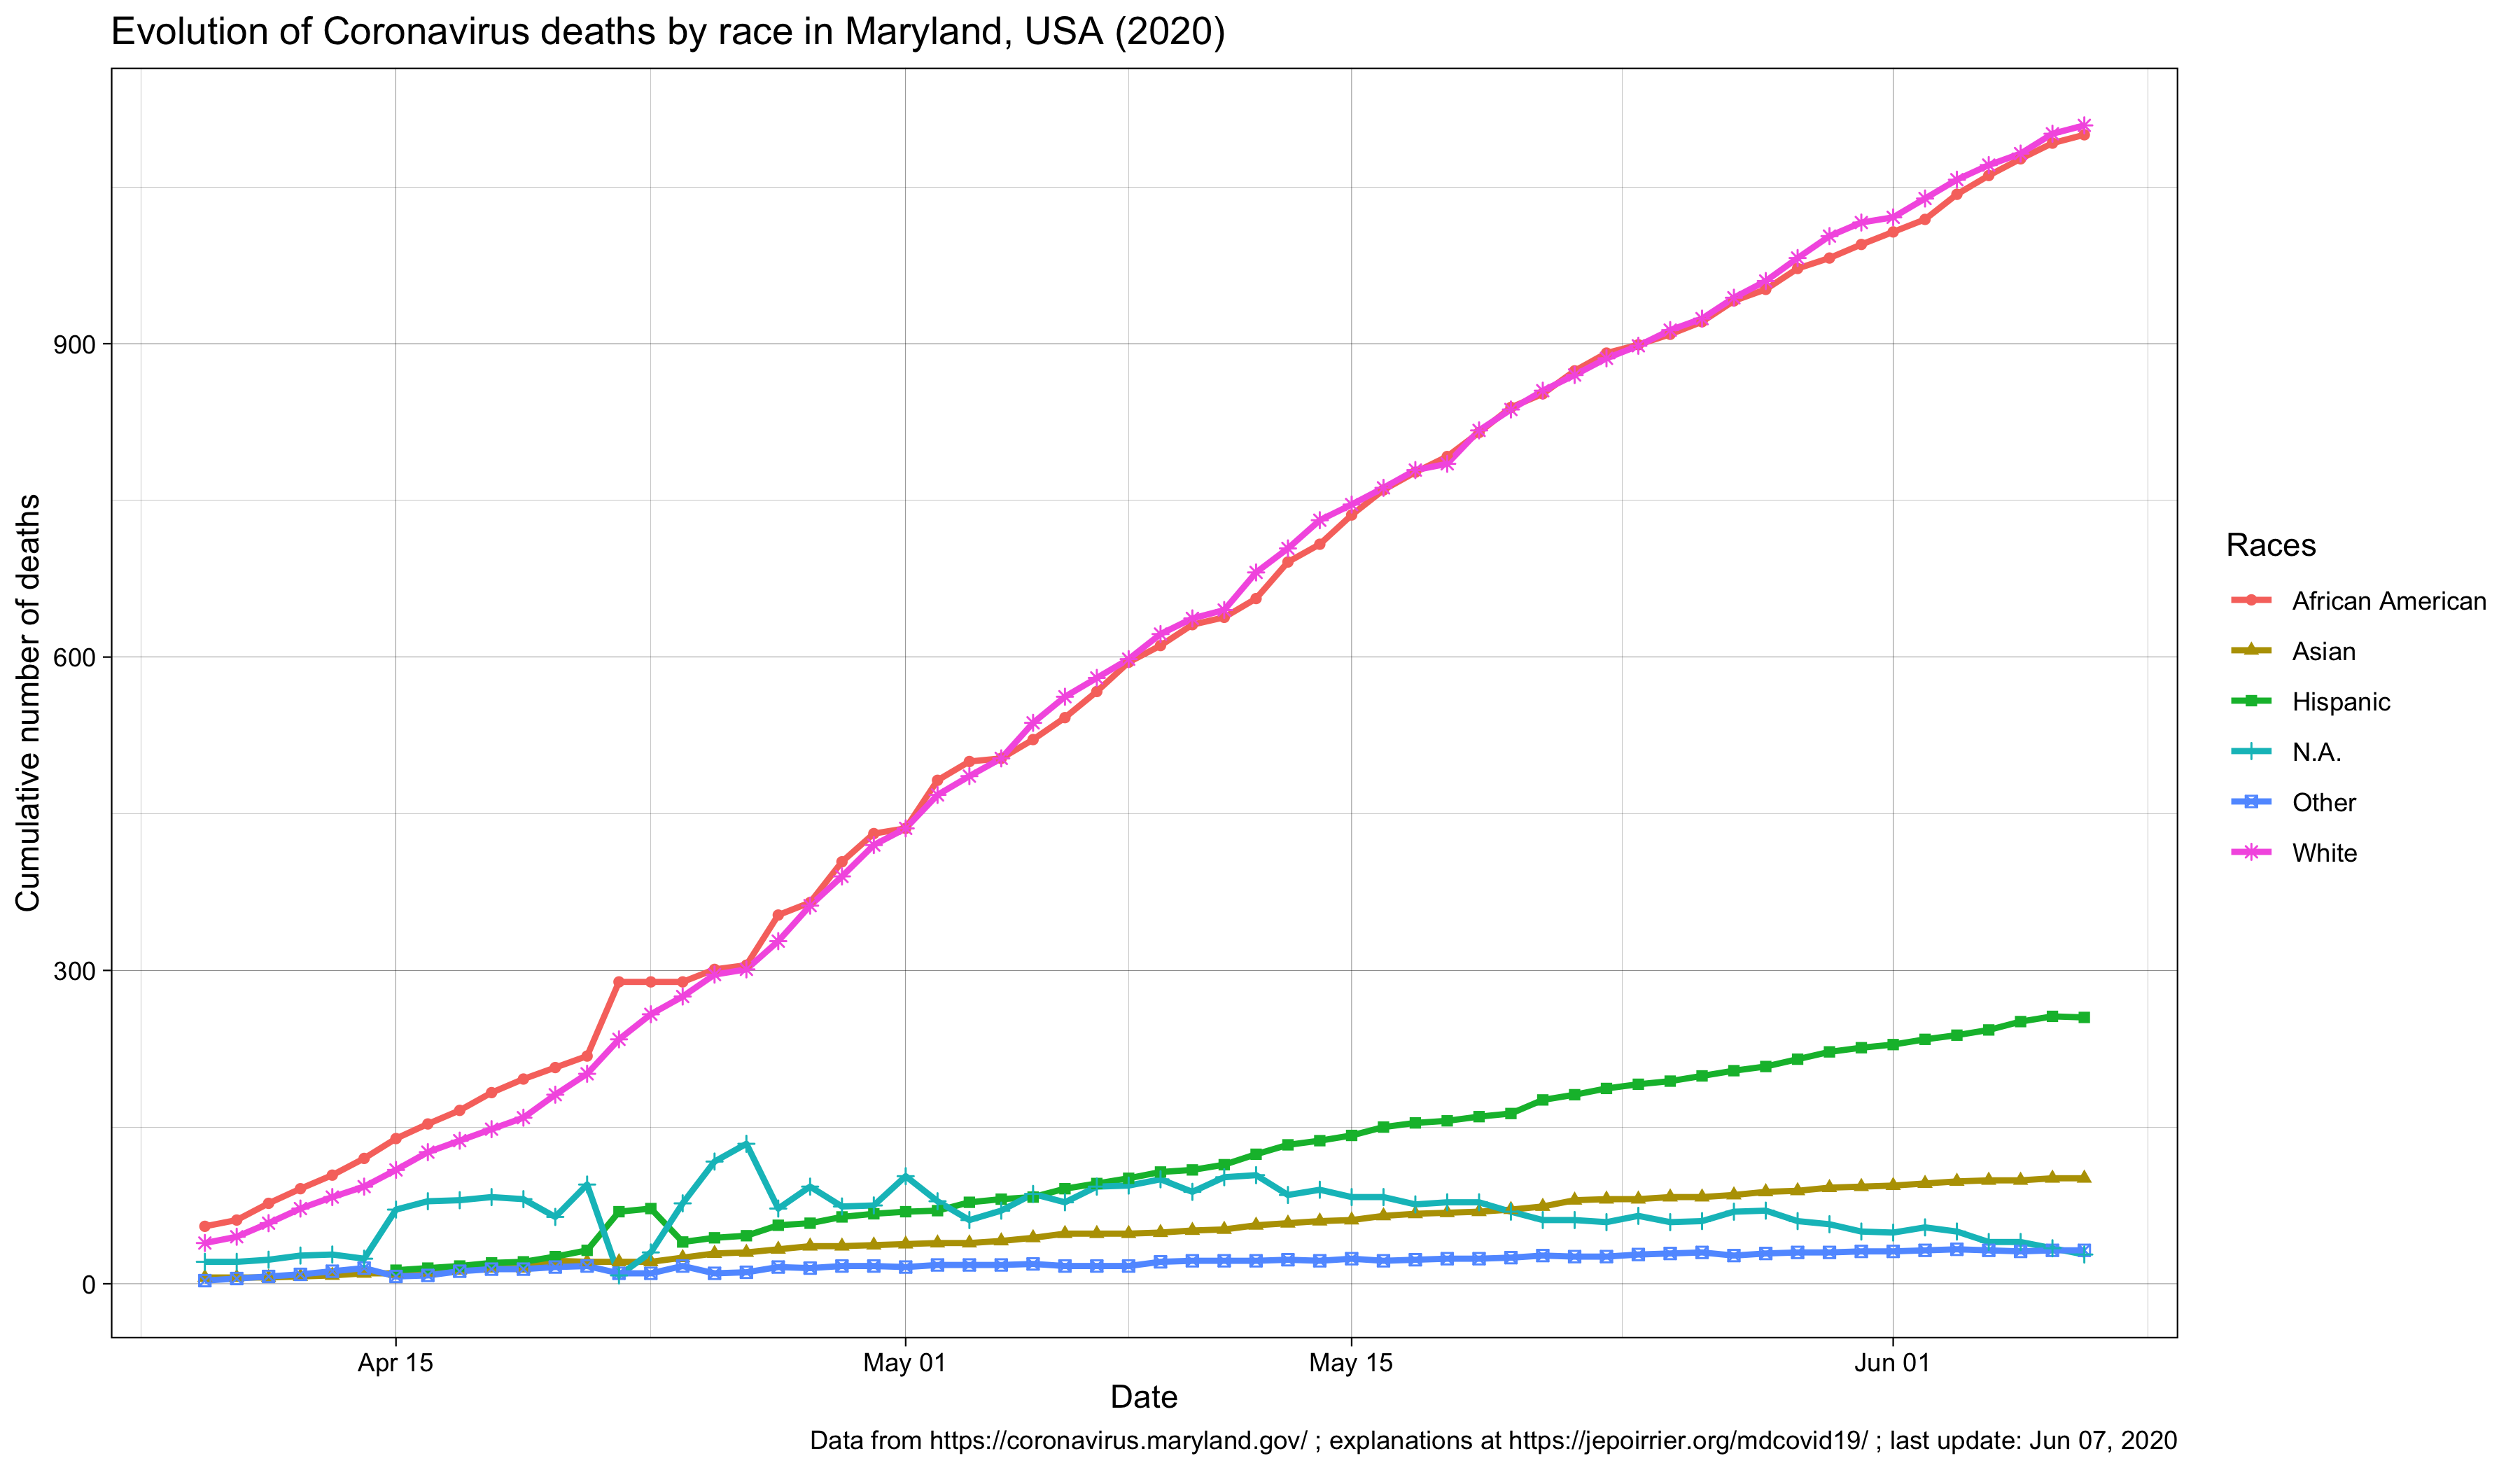 Evolution of Coronavirus deaths by race in Maryland, USA (2020)
Cumulative number of deaths
900
600
300
0
Apr 15
May 01
May 15
Jun 01
Date
Races
African American
Asian
Hispanic
N.A.
Other
White
Data from https://coronavirus.maryland.gov/ ; explanations at https://jepoirrier.org/mdcovid19/ ; last update: Jun 07, 2020